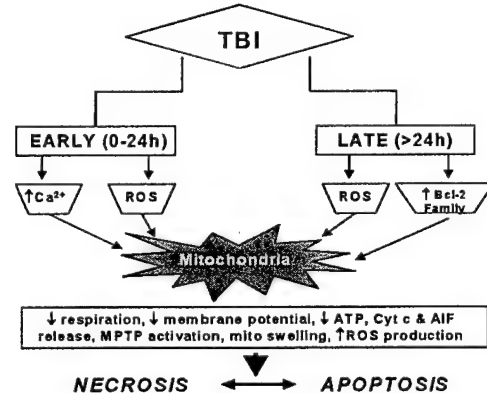 TBI
EARLY (0-24h)
LATE (>24h)
↑Ca²⁺
ROS
ROS
↑ Bcl-2
Family
Mitochondria
↓ respiration, ↓ membrane potential, ↓ ATP, Cyt c & AIF
release, MPTP activation, mito swelling, ↑ROS production
NECROSIS ↔ APOPTOSIS